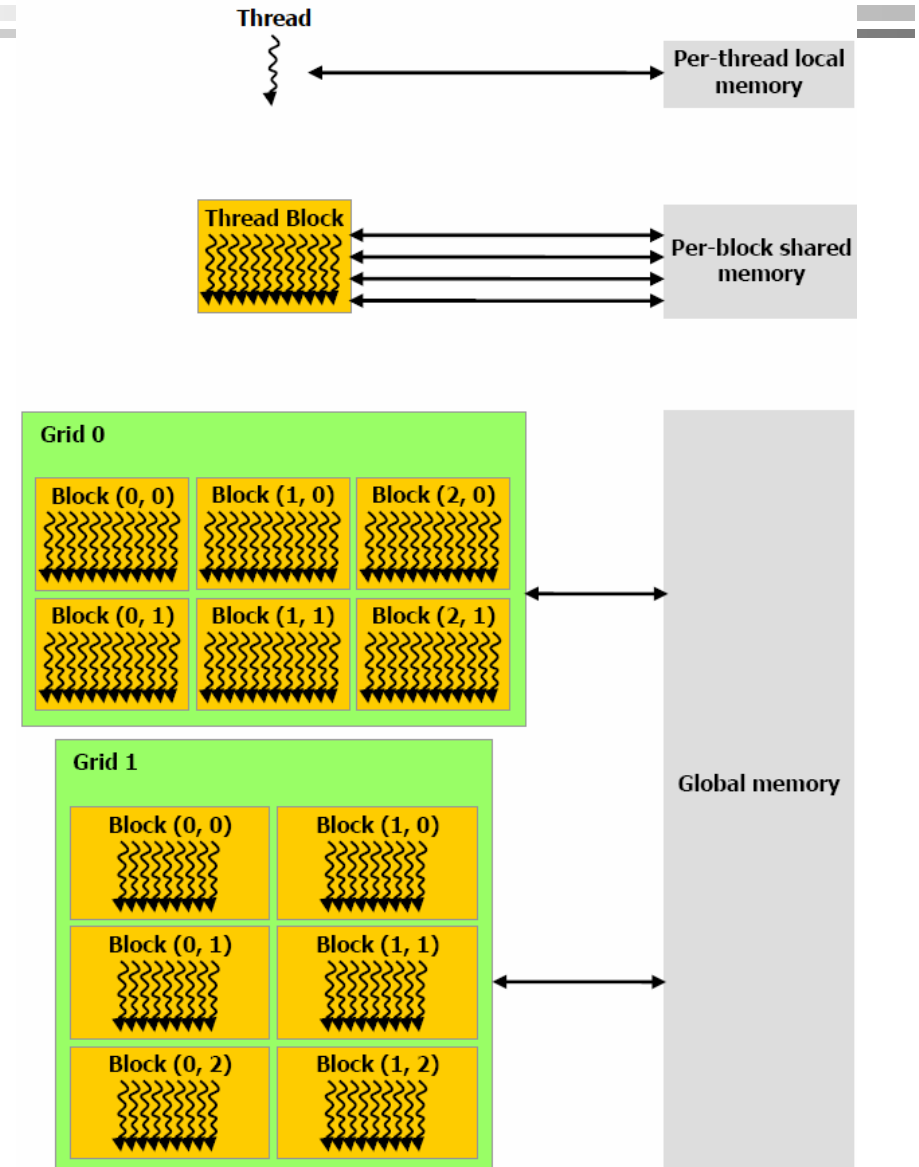 Thread
Per-thread local
memory
Thread Block
Per-block shared
memory
Grid 0
Block (0, 0) Block (1, 0) Block (2, 0)
Block (0, 1) Block (1, 1) Block (2, 1)
Global memory
Grid 1
Block (0, 0) Block (1, 0)
Block (0, 1) Block (1, 1)
Block (0, 2) Block (1, 2)